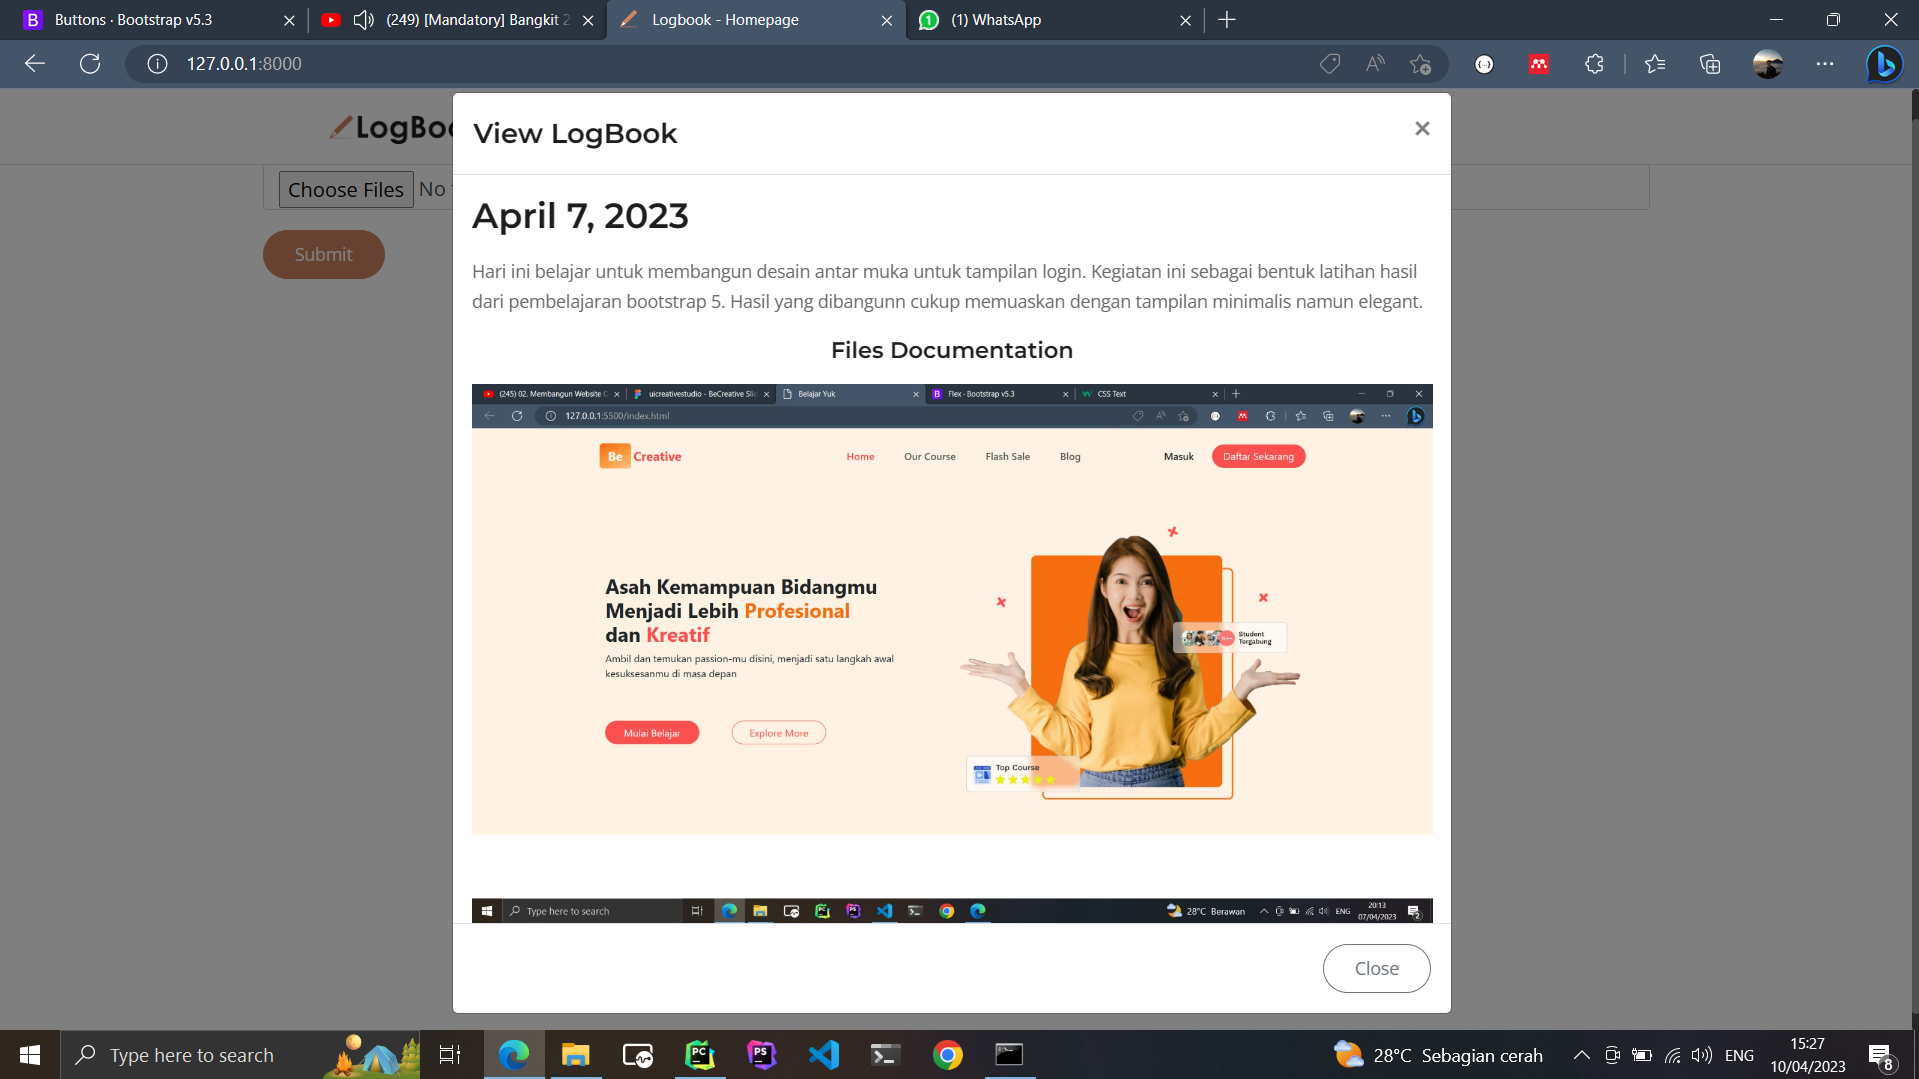 Buttons · Bootstrap v5.3
(249) [Mandatory] Bangkit 2
Logbook - Homepage
(1) WhatsApp
127.0.0.1:8000
LogBoo
View LogBook
Choose Files No
Submit
April 7, 2023
Hari ini belajar untuk membangun desain antar muka untuk tampilan login. Kegiatan ini sebagai bentuk latihan hasil
dari pembelajaran bootstrap 5. Hasil yang dibangunn cukup memuaskan dengan tampilan minimalis namun elegant.
Files Documentation
(245) 02. Membangun Website
uicreativestudio - BeCreative Slic
Belajar Yuk
Flex · Bootstrap v5.3
CSS Text
127.0.0.1:5500/index.html
Be Creative
Home
Our Course
Flash Sale
Blog
Masuk
Daftar Sekarang
Asah Kemampuan Bidangmu
Menjadi Lebih Profesional
dan Kreatif
Ambil dan temukan passion-mu disini, menjadi satu langkah awal
kesuksesanmu di masa depan
Mulai Belajar
Explore More
Student
Tergabung
Top Course
Type here to search
28°C Berawan
ENG
20:13
07/04/2023
2
Close
Type here to search
28°C Sebagian cerah
ENG
15:27
10/04/2023
8